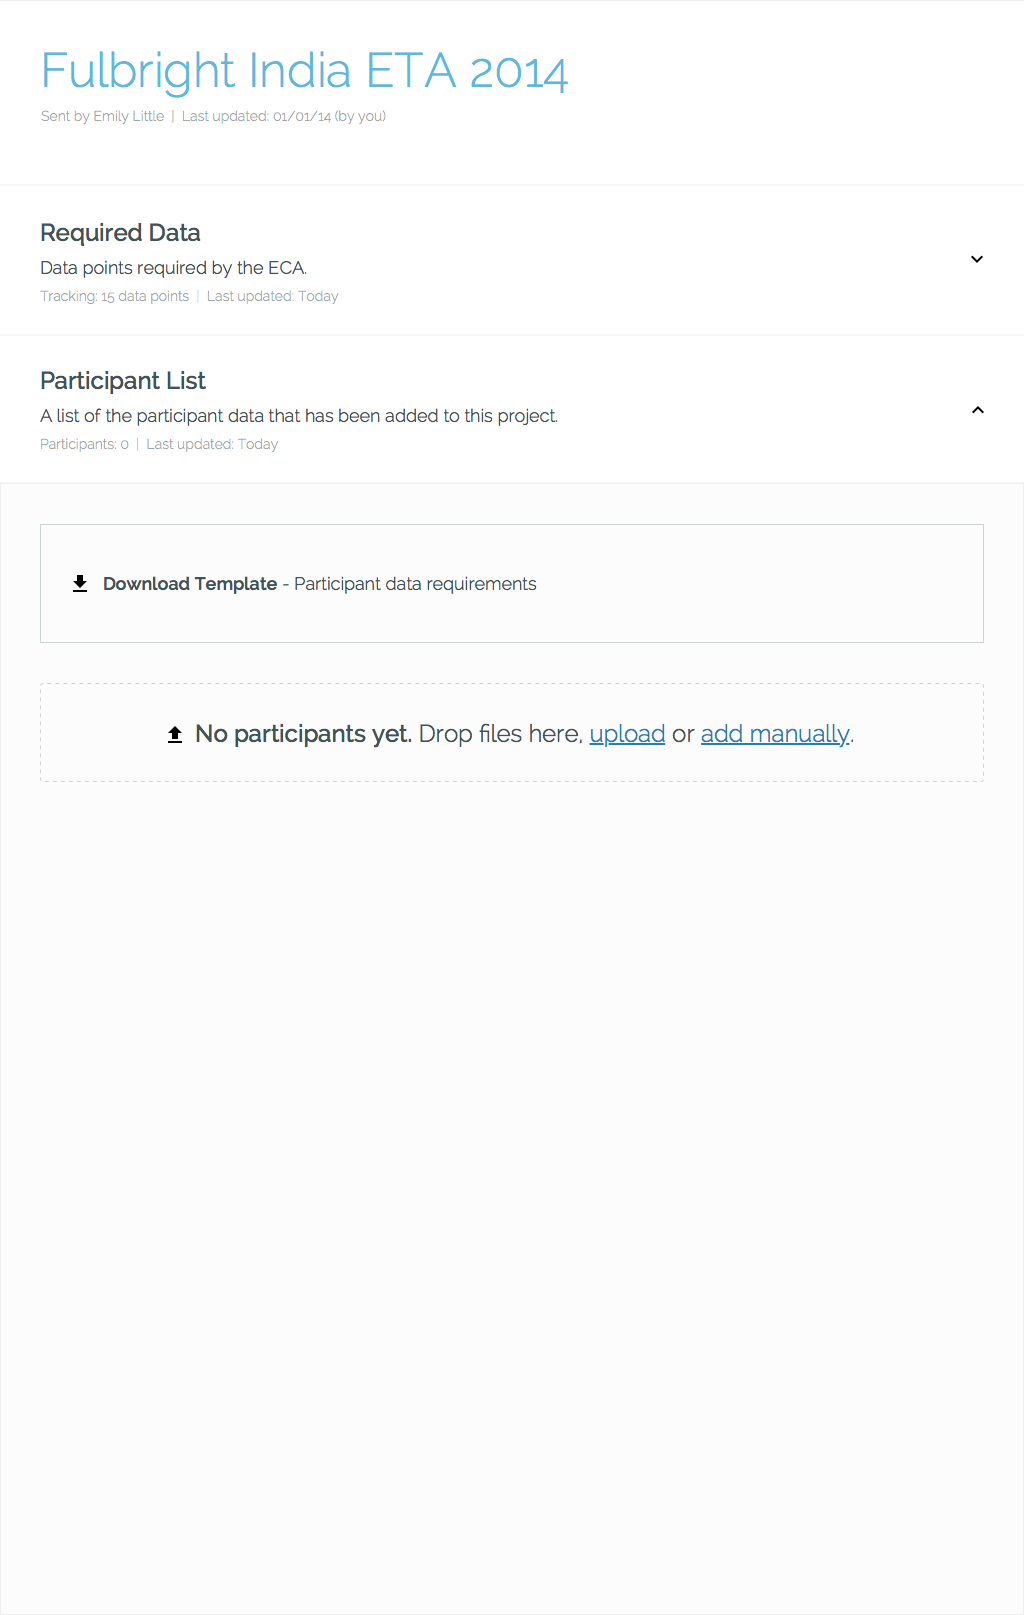 Fulbright India ETA 2014
Sent by Emily Little | Last updated: 01/01/14 (by you)
Required Data
Data points required by the ECA.
Tracking: 15 data points | Last updated: Today
Participant List
A list of the participant data that has been added to this project.
Participants: 0 | Last updated: Today
Download Template - Participant data requirements
No participants yet. Drop files here, upload or add manually.